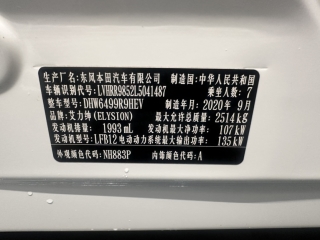 生产厂名:东风本田汽车有限公司 制造国:中华人民共和国
车辆识别代号:LVHRR9852L5041487 乘坐人数:7
整车型号:DHW6499R9HEV 制造年月:2020年9月
品牌:艾力绅(ELYSION) 最大允许总质量:2514kg
发动机排量:1993mL 发动机最大净功率:107kW
发动机型号:LFB12 电动动力系统最大输出功率:135kW
外观颜色代码:NH883P 内饰颜色代码:A